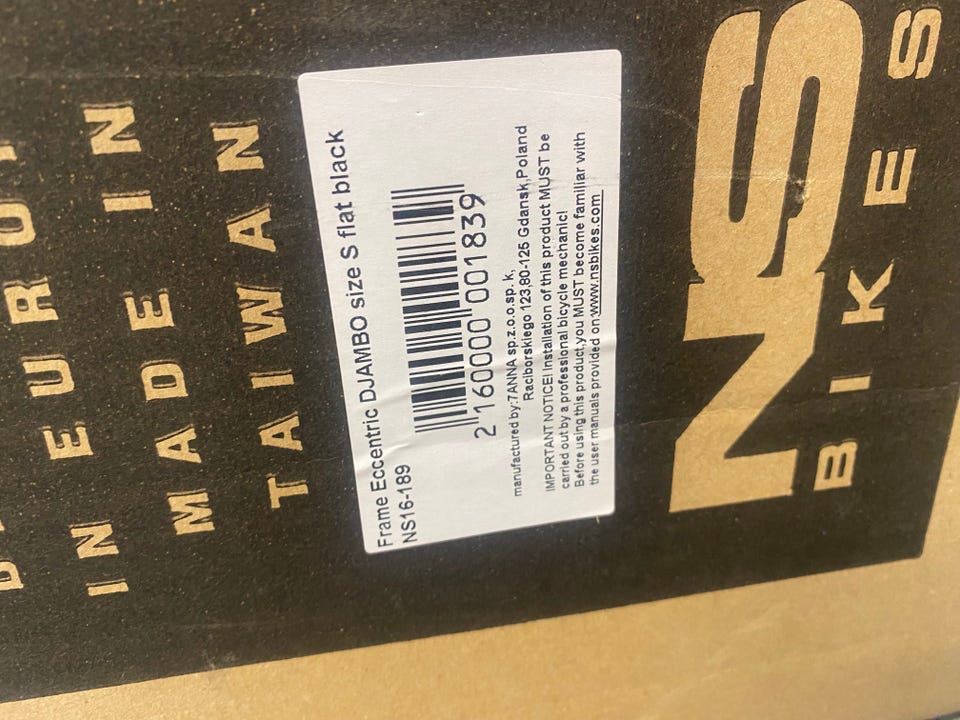 IN EUROP
MADE IN
TAIWAN
Frame Eccentric DJAMBO size S flat black
NS16-189
2 160000 001839
manufactured by:7ANNA sp.z.o.o.sp. k,
Raciborskiego 123,80-125 Gdansk,Poland
IMPORTANT NOTICE! Installation of this product MUST be
carried out by a professional bicycle mechanic!
Before using this product,you MUST become familiar with
the user manuals provided on www.nsbikes.com
NS
BIKES